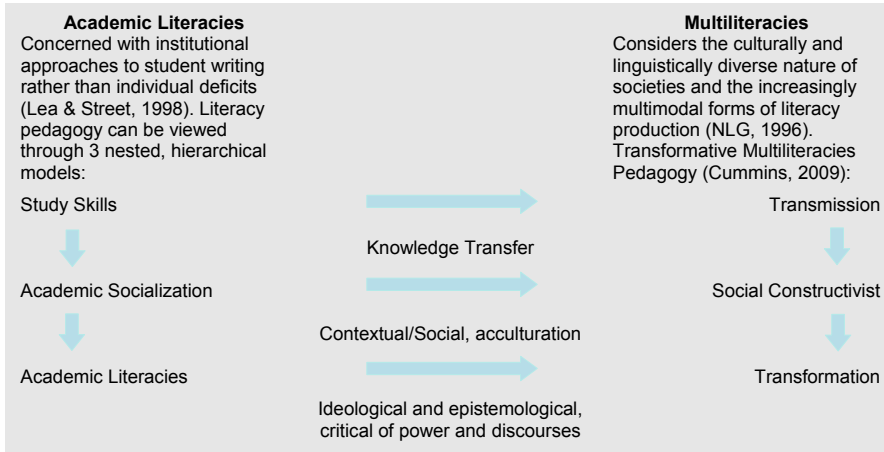 Academic Literacies
Concerned with institutional
approaches to student writing
rather than individual deficits
(Lea & Street, 1998). Literacy
pedagogy can be viewed
through 3 nested, hierarchical
models:
Multiliteracies
Considers the culturally and
linguistically diverse nature of
societies and the increasingly
multimodal forms of literacy
production (NLG, 1996).
Transformative Multiliteracies
Pedagogy (Cummins, 2009):
Study Skills
Transmission
Knowledge Transfer
Academic Socialization
Social Constructivist
Contextual/Social, acculturation
Academic Literacies
Transformation
Ideological and epistemological,
critical of power and discourses